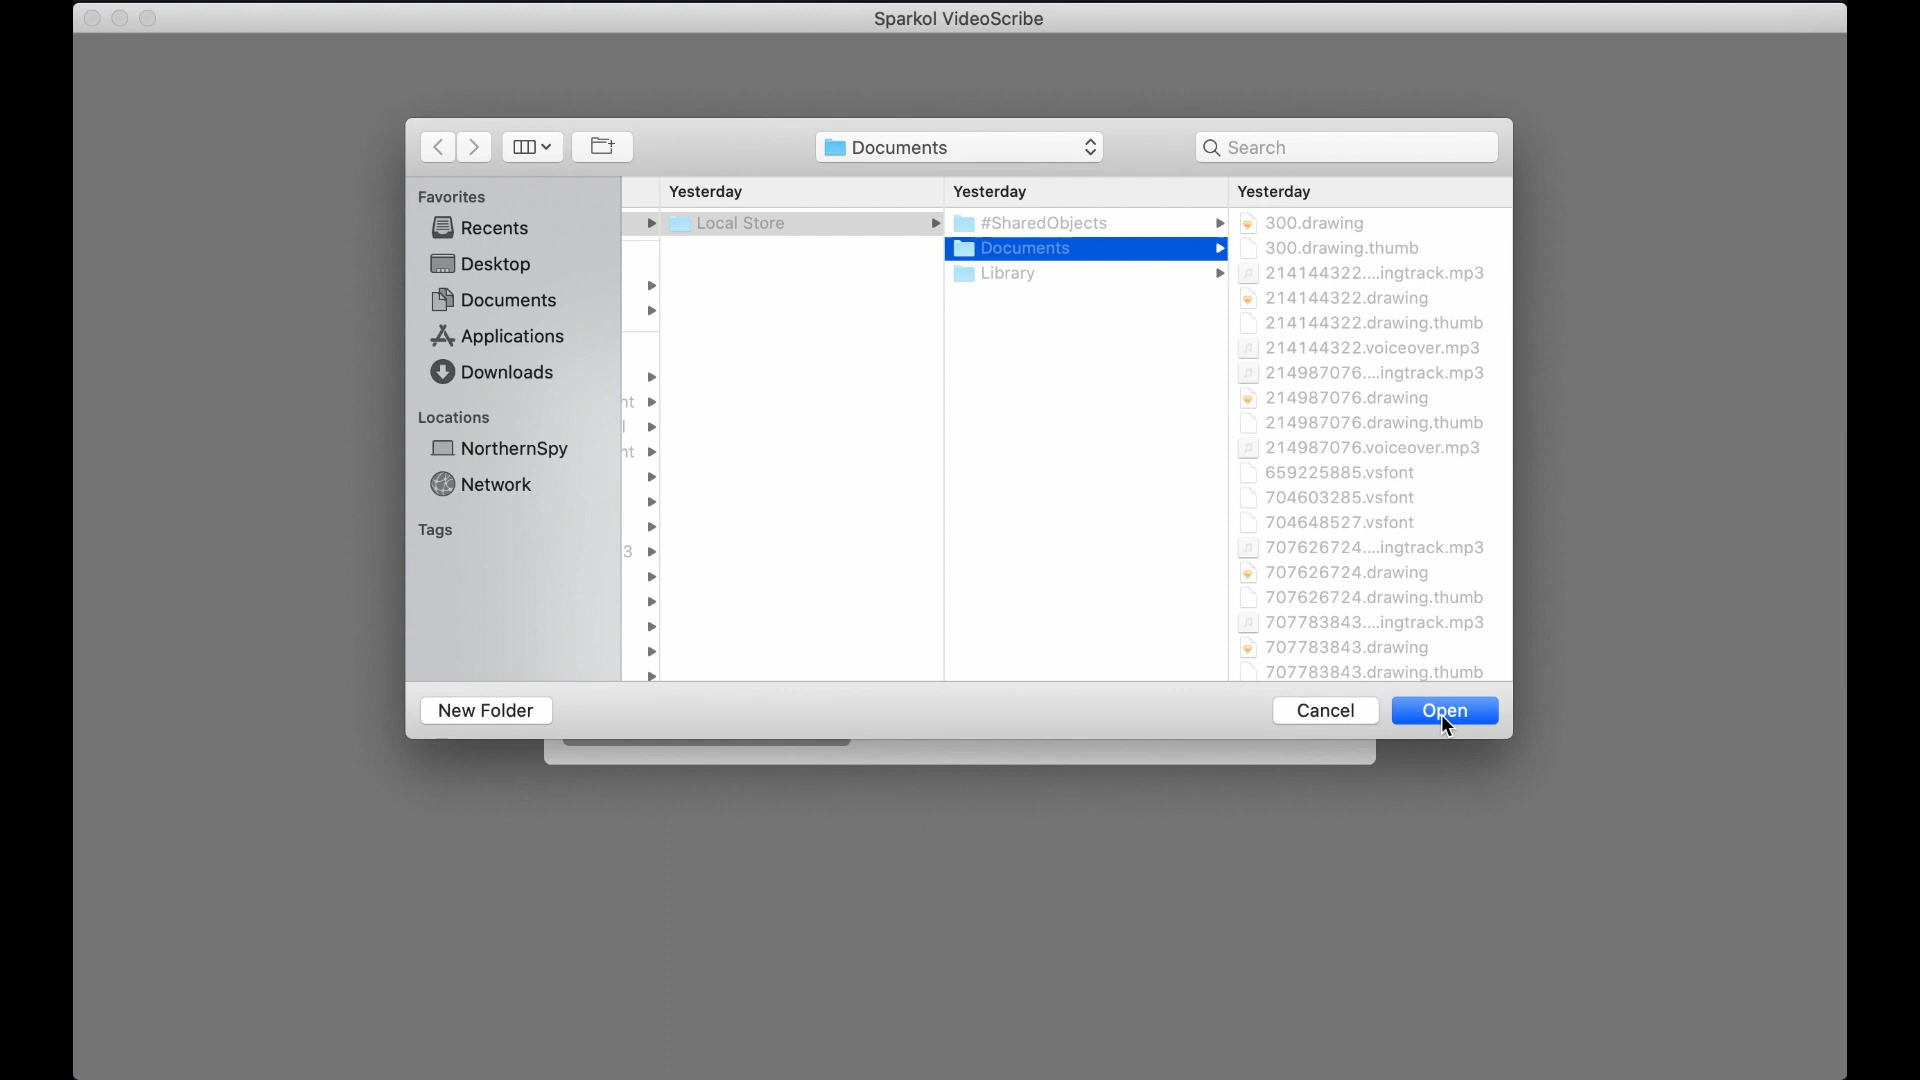 Sparkol VideoScribe
Documents
Search
Favorites
Recents
Desktop
Documents
Applications
Downloads
Locations
NorthernSpy
Network
Tags
nt
l
nt
3
Yesterday
Local Store
Yesterday
#SharedObjects
Documents
Library
Yesterday
300.drawing
300.drawing.thumb
214144322....ingtrack.mp3
214144322.drawing
214144322.drawing.thumb
214144322.voiceover.mp3
214987076....ingtrack.mp3
214987076.drawing
214987076.drawing.thumb
214987076.voiceover.mp3
659225885.vsfont
704603285.vsfont
704648527.vsfont
707626724....ingtrack.mp3
707626724.drawing
707626724.drawing.thumb
707783843....ingtrack.mp3
707783843.drawing
707783843.drawing.thumb
New Folder
Cancel
Open